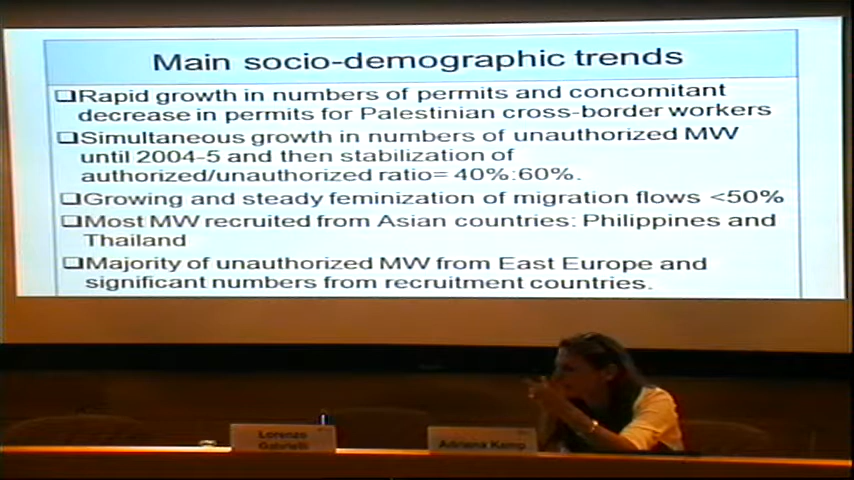 Main socio-demographic trends
❑Rapid growth in numbers of permits and concomitant
decrease in permits for Palestinian cross-border workers
❑Simultaneous growth in numbers of unauthorized MW
until 2004-5 and then stabilization of
authorized/unauthorized ratio= 40%:60%.
❑Growing and steady feminization of migration flows <50%
❑Most MW recruited from Asian countries: Philippines and
Thailand
❑Majority of unauthorized MW from East Europe and
significant numbers from recruitment countries.
Lorenzo
Gabrielli
Adriana Kemp